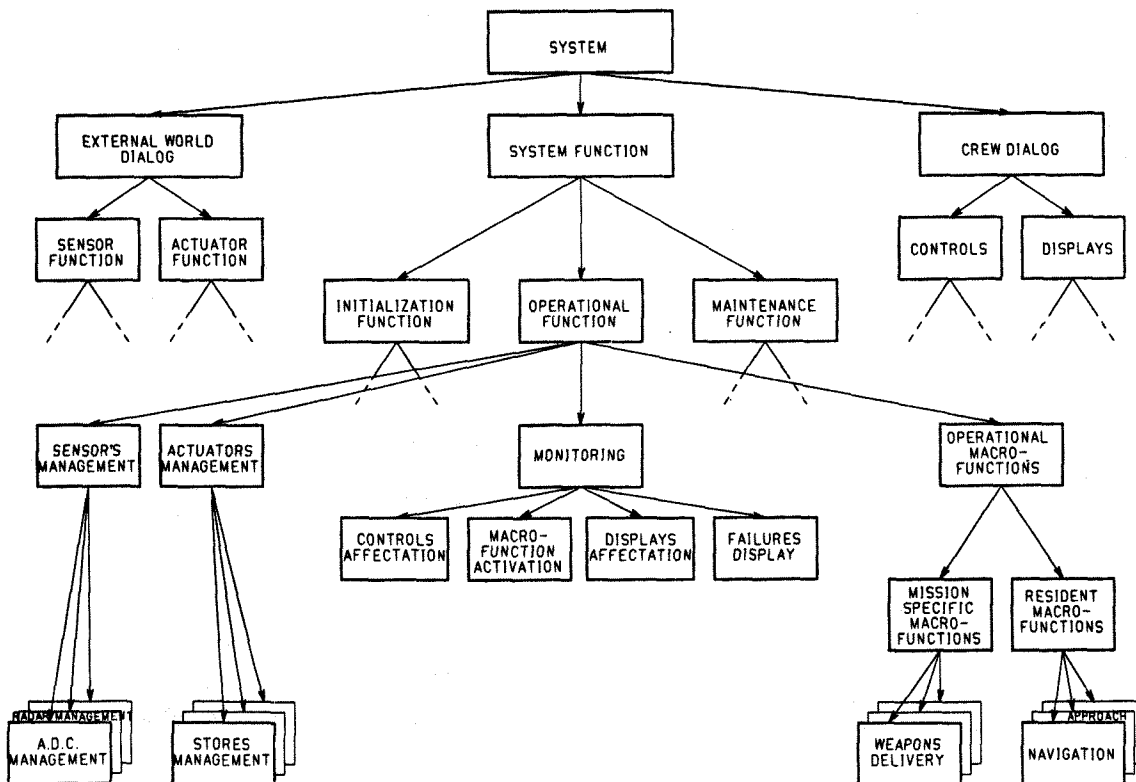 SYSTEM
EXTERNAL WORLD
DIALOG
SYSTEM FUNCTION
CREW DIALOG
SENSOR
FUNCTION
ACTUATOR
FUNCTION
CONTROLS
DISPLAYS
INITIALIZATION
FUNCTION
OPERATIONAL
FUNCTION
MAINTENANCE
FUNCTION
SENSOR'S
MANAGEMENT
ACTUATORS
MANAGEMENT
MONITORING
OPERATIONAL
MACRO-
FUNCTIONS
CONTROLS
AFFECTATION
MACRO-
FUNCTION
ACTIVATION
DISPLAYS
AFFECTATION
FAILURES
DISPLAY
MISSION
SPECIFIC
MACRO-
FUNCTIONS
RESIDENT
MACRO-
FUNCTIONS
RADAR MANAGEMENT
A.D.C.
MANAGEMENT
STORES
MANAGEMENT
WEAPONS
DELIVERY
APPROACH
NAVIGATION